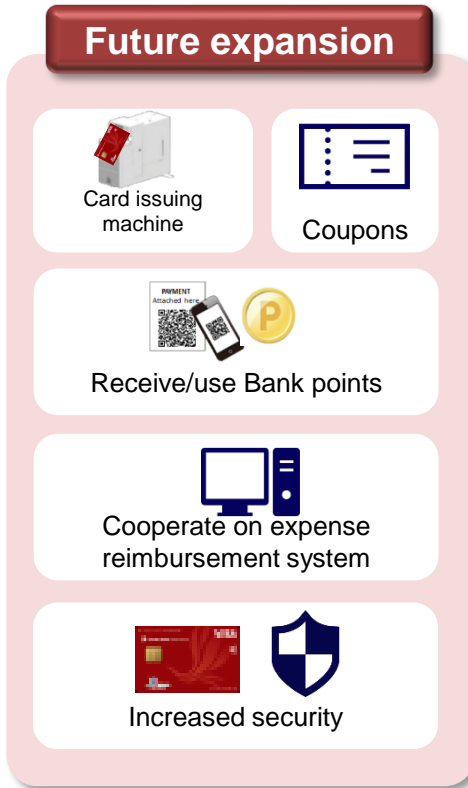 Future expansion
Card issuing
machine
Coupons
PAYMENT
Attached here
P
Receive/use Bank points
Cooperate on expense
reimbursement system
VISA
Increased security